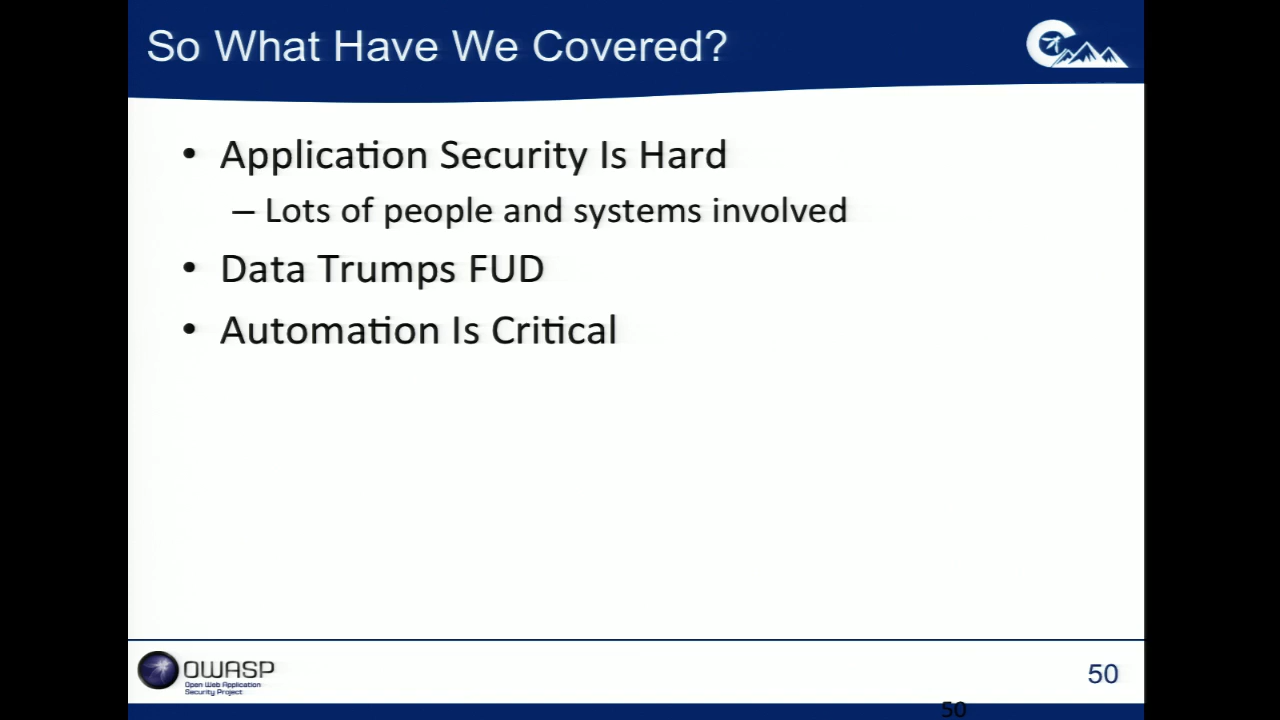 So What Have We Covered?
• Application Security Is Hard
– Lots of people and systems involved
• Data Trumps FUD
• Automation Is Critical
OWASP
Open Web Application
Security Project
50
50